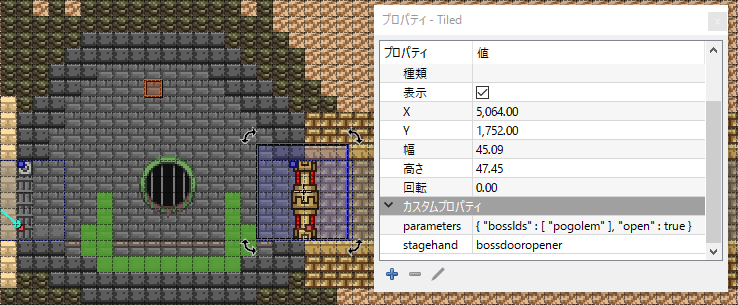 プロパティ - Tiled
プロパティ 値
種類
表示
X 5,064.00
Y 1,752.00
幅 45.09
高さ 47.45
回転 0.00
カスタムプロパティ
parameters { "bossIds" : [ "pogolem" ], "open" : true }
stagehand bossdooropener